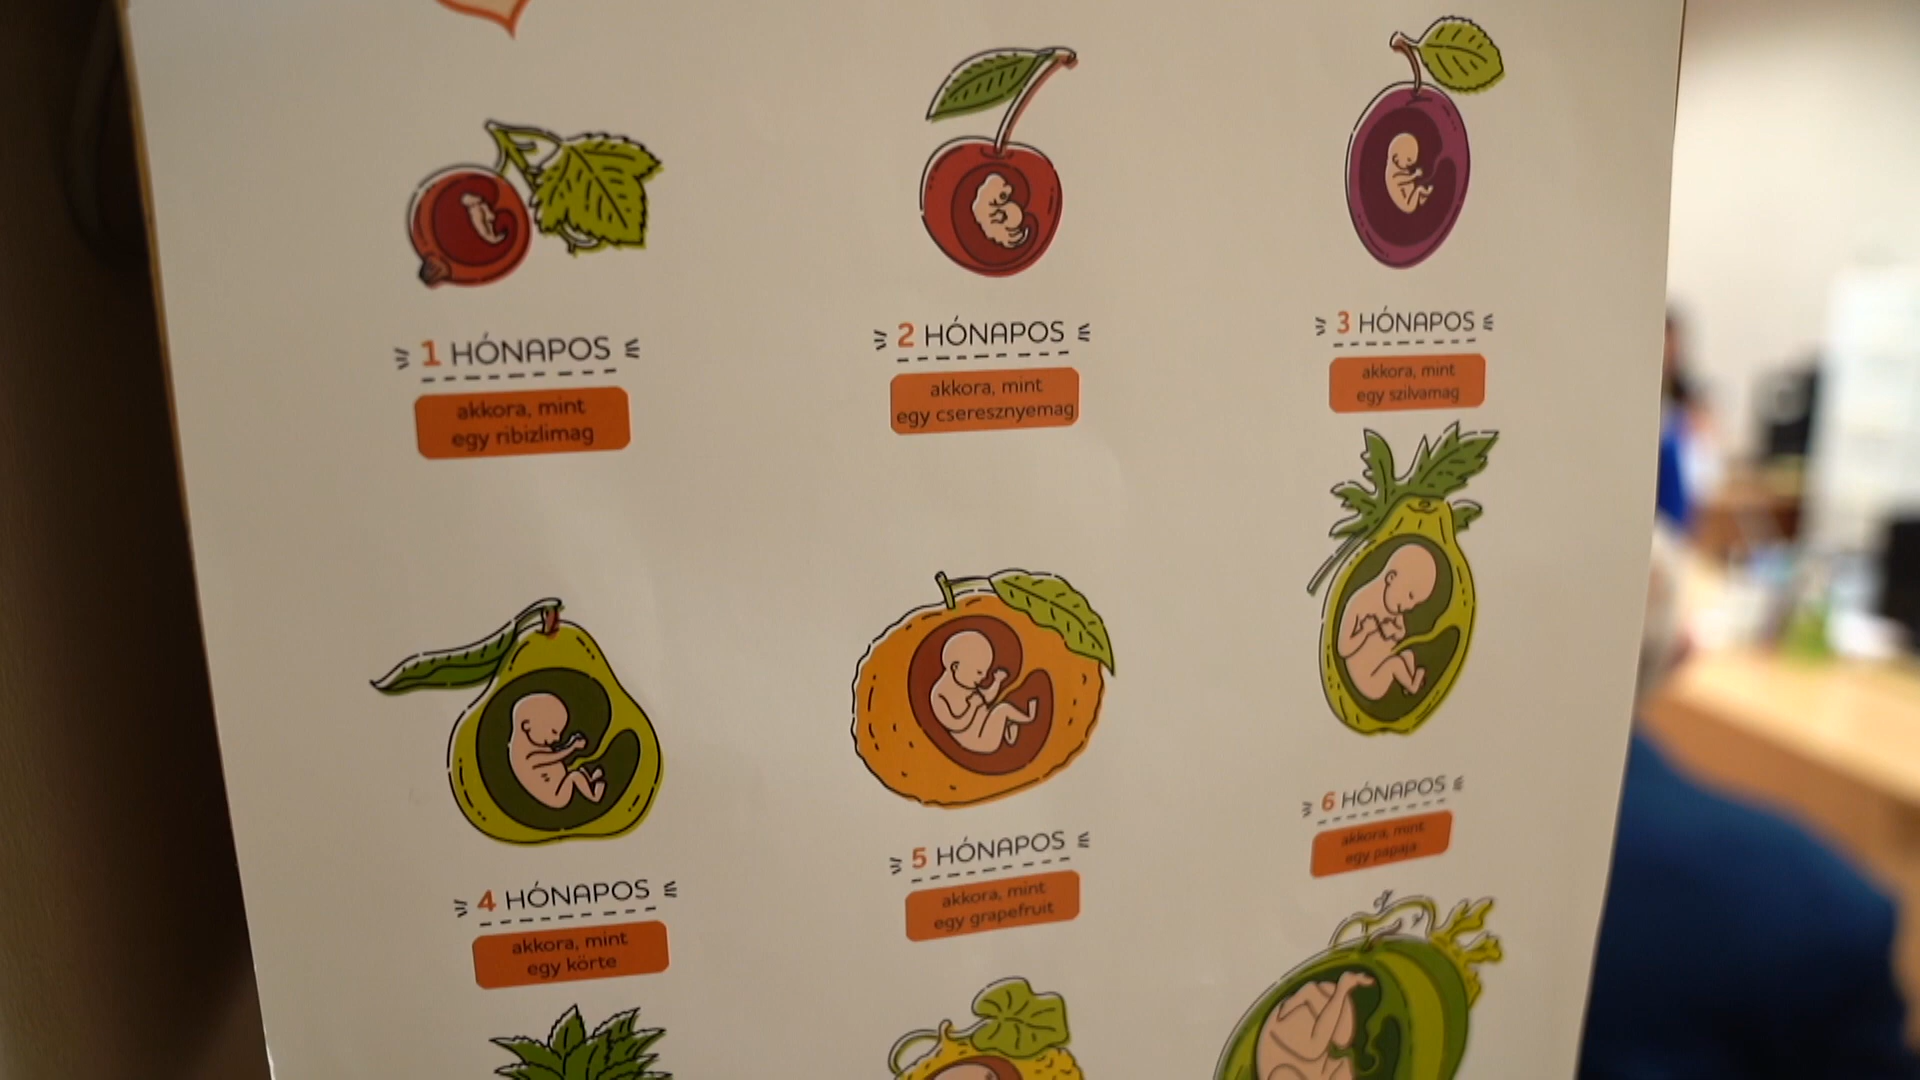 1 HÓNAPOS
akkora, mint
egy ribizlimag
2 HÓNAPOS
akkora, mint
egy cseresznyemag
3 HÓNAPOS
akkora, mint
egy szilvamag
4 HÓNAPOS
akkora, mint
egy körte
5 HÓNAPOS
akkora, mint
egy grapefruit
6 HÓNAPOS
akkora, mint
egy papaja